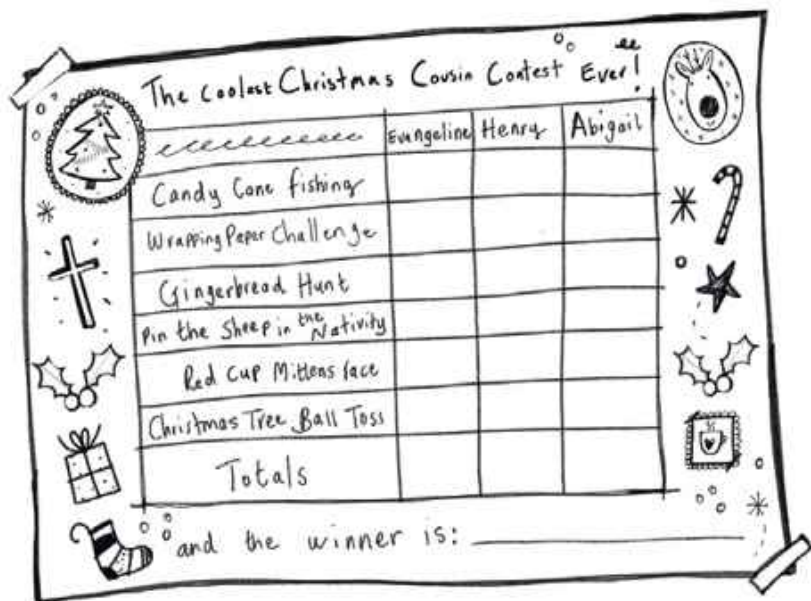 The Coolest Christmas Cousin Contest Ever!
Evangeline Henry Abigail
Candy Cane fishing
Wrapping Paper Challenge
Gingerbread Hunt
Pin the Sheep in the Nativity
Red Cup Mittens race
Christmas Tree Ball Toss
Totals
and the winner is: